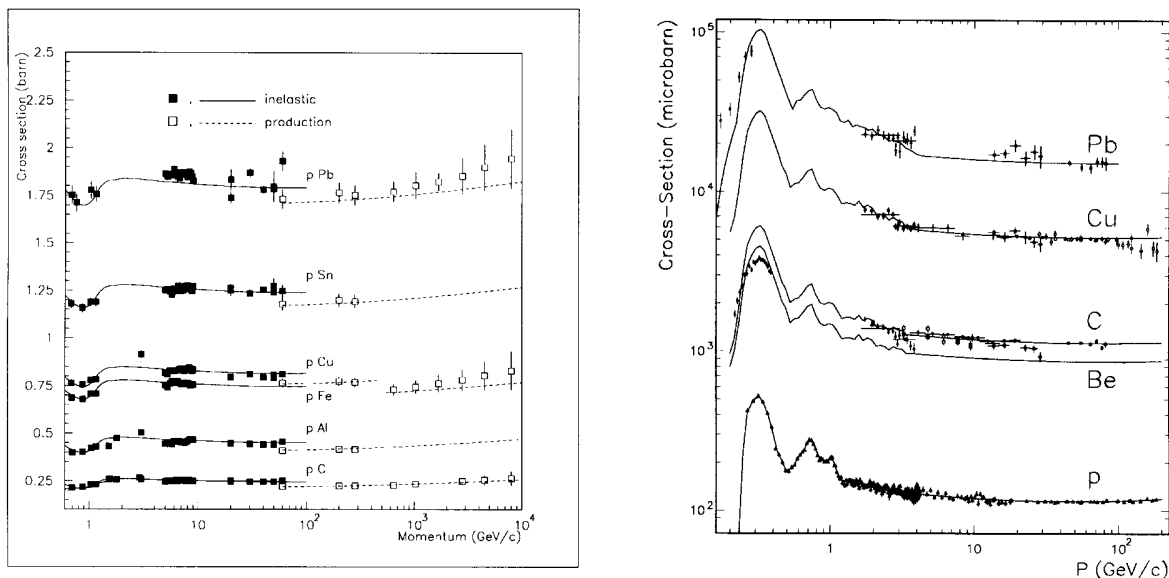 Cross section (barn)
2.5
2.25
2
1.75
1.5
1.25
1
0.75
0.5
0.25
inelastic
production
p Pb
p Sn
p Cu
p Fe
p Al
p C
1
10
10²
10³
10⁴
Momentum (GeV/c)
Cross-Section (microbarn)
10⁵
10⁴
10³
10²
Pb
Cu
C
Be
p
1
10
10²
P (GeV/c)